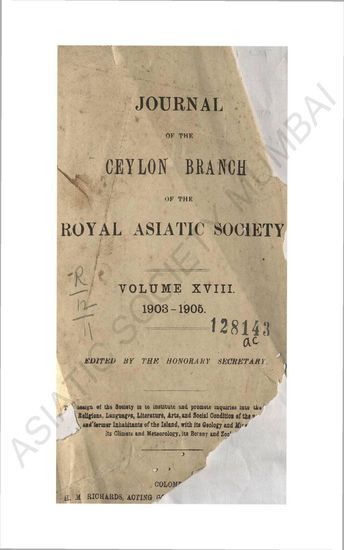 JOURNAL
OF THE
CEYLON BRANCH
OF THE
ROYAL ASIATIC SOCIETY
VOLUME XVIII.
1903-1905.
R
12
11
128143
ac
EDITED BY THE HONORARY SECRETARY.
design of the Society is to institute and promote inquiries into the
Religions, Languages, Literature, Arts, and Social Condition of the
and former Inhabitants of the Island, with its Geology and
its Climate and Meteorology, its Botany and
COLOM
H. M. RICHARDS, ACTING
ASIATIC SOCIETY MUMBAI